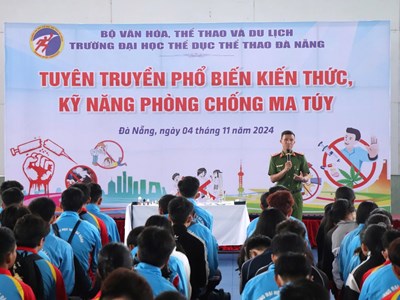 BỘ VĂN HÓA, THỂ THAO VÀ DU LỊCH
TRƯỜNG ĐẠI HỌC THỂ DỤC THỂ THAO ĐÀ NẴNG
TUYÊN TRUYỀN PHỔ BIẾN KIẾN THỨC,
KỸ NĂNG PHÒNG CHỐNG MA TÚY
Đà Nẵng, ngày 04 tháng 11 năm 2024